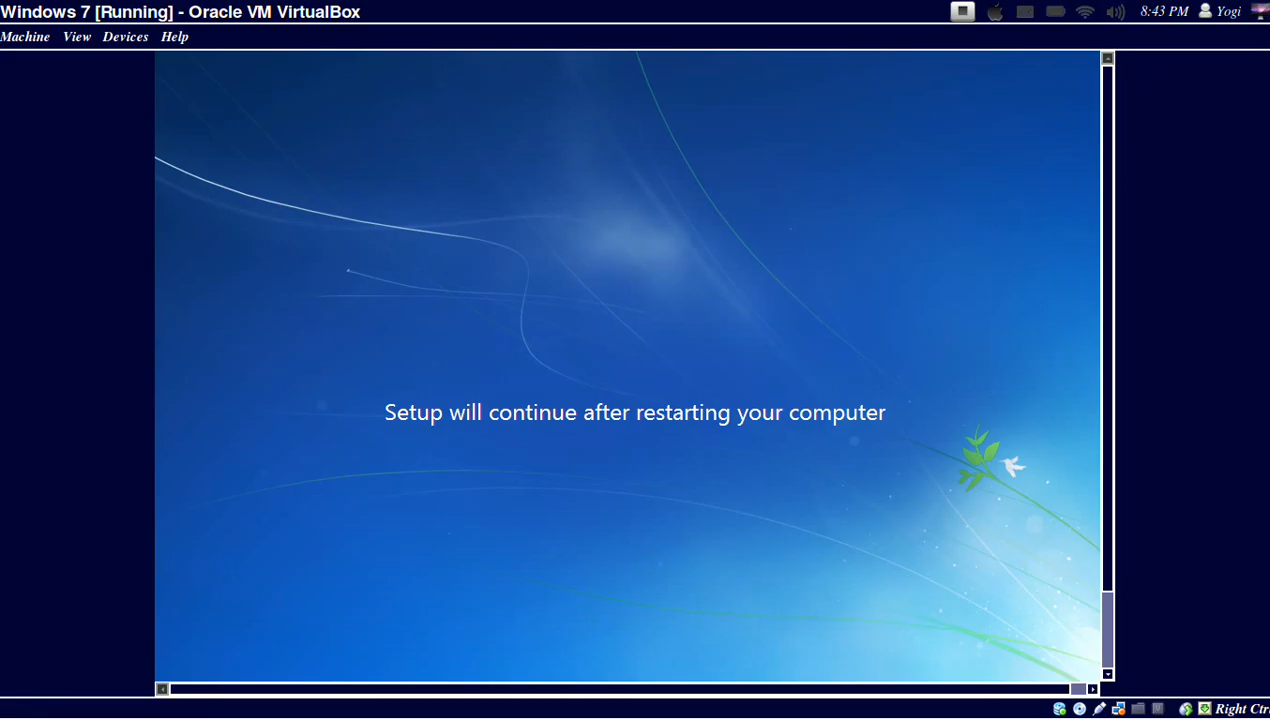 Windows 7 [Running] - Oracle VM VirtualBox
8:43 PM
Yogi
Machine View Devices Help
Setup will continue after restarting your computer
Right Ctrl